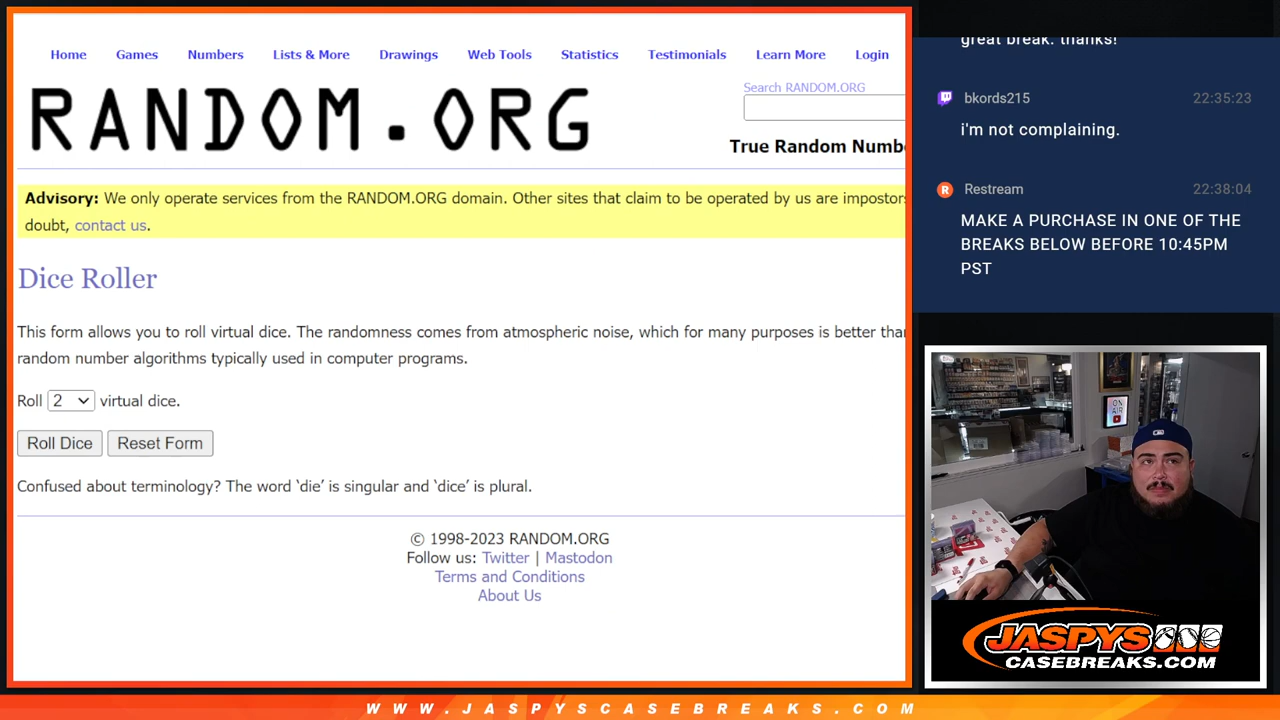 Home Games Numbers Lists & More Drawings Web Tools Statistics Testimonials Learn More Login
RANDOM.ORG
Search RANDOM.ORG
True Random Numb
Advisory: We only operate services from the RANDOM.ORG domain. Other sites that claim to be operated by us are impostors
doubt, contact us.
Dice Roller
This form allows you to roll virtual dice. The randomness comes from atmospheric noise, which for many purposes is better than
random number algorithms typically used in computer programs.
Roll 2 virtual dice.
Roll Dice Reset Form
Confused about terminology? The word ‘die’ is singular and ‘dice’ is plural.
© 1998-2023 RANDOM.ORG
Follow us: Twitter | Mastodon
Terms and Conditions
About Us
great break. thanks!
bkords215 22:35:23
i'm not complaining.
Restream 22:38:04
MAKE A PURCHASE IN ONE OF THE
BREAKS BELOW BEFORE 10:45PM
PST
ON
AIR
JASPYS
CASEBREAKS.COM
WWW.JASPYSCASEBREAKS.COM